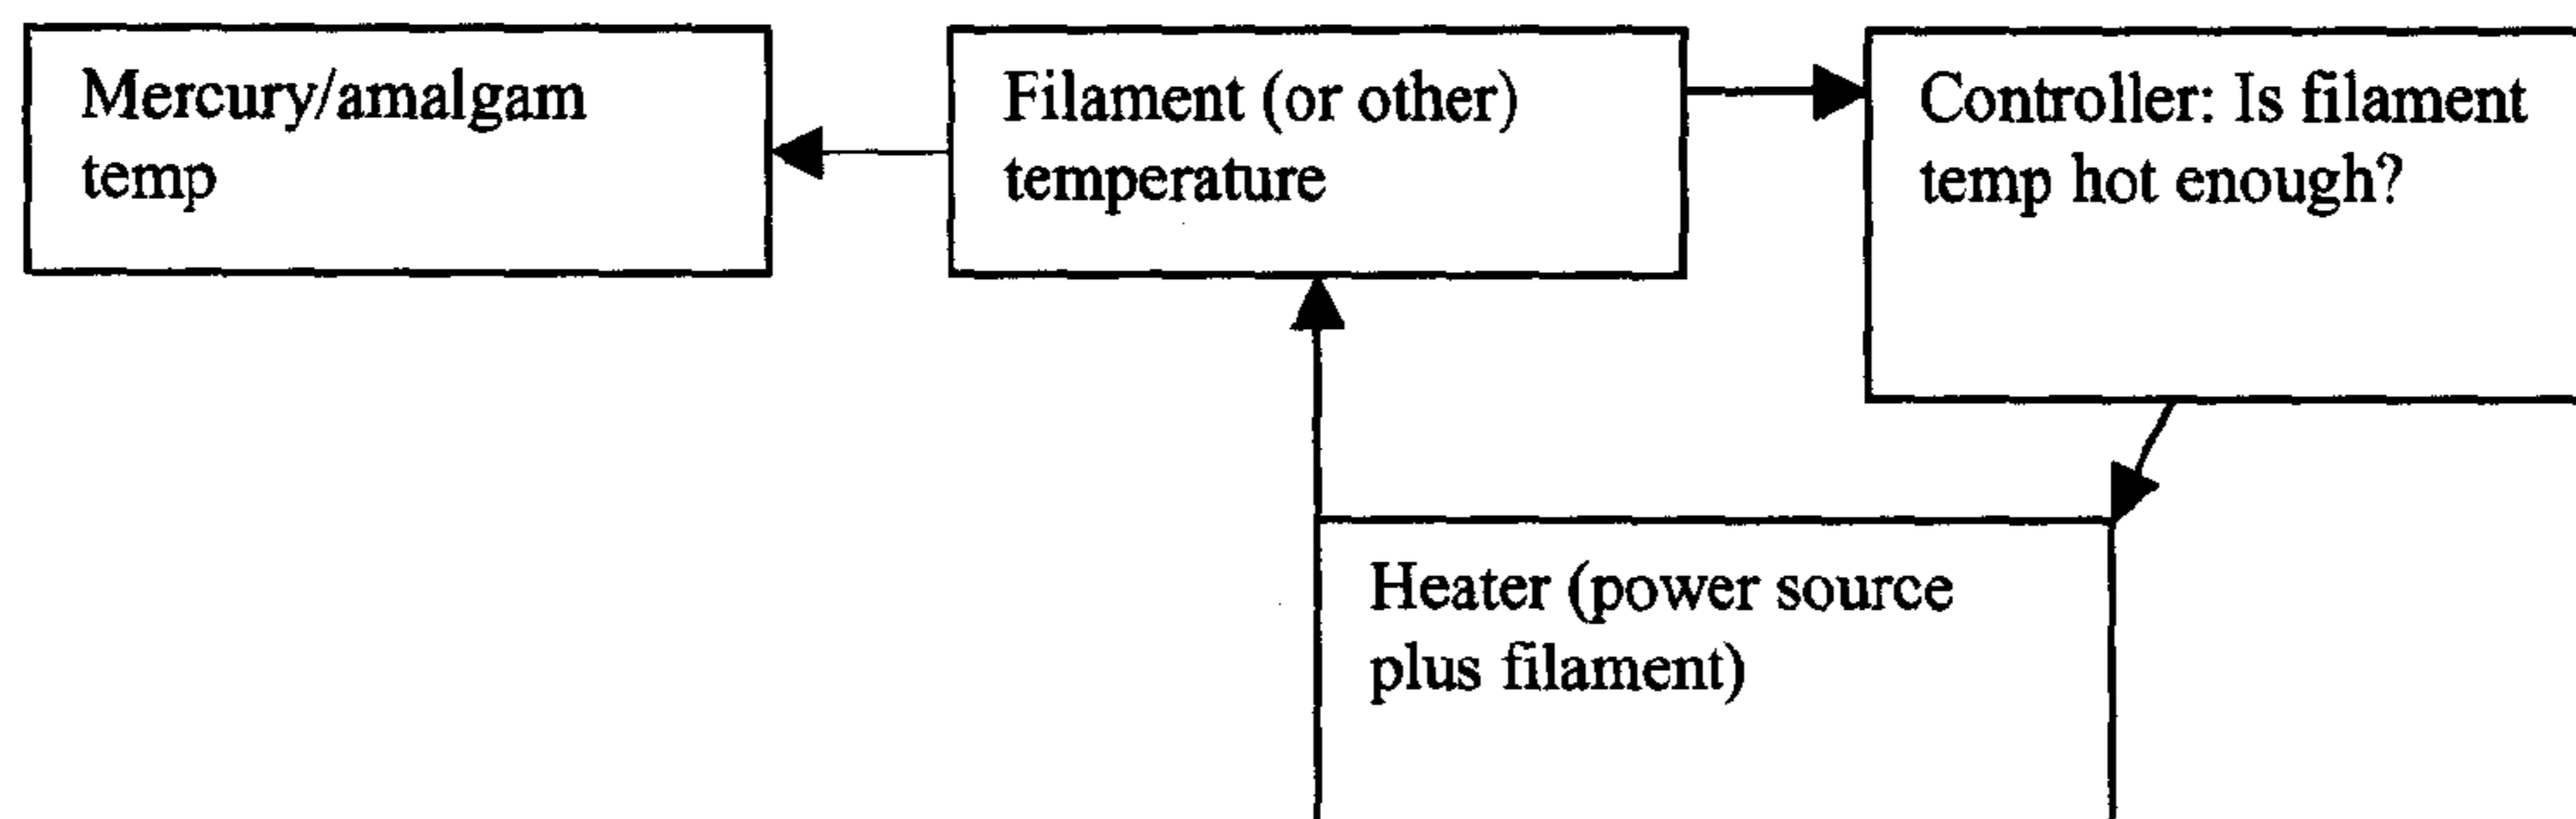 Mercury/amalgam
temp
Filament (or other)
temperature
Controller: Is filament
temp hot enough?
Heater (power source
plus filament)